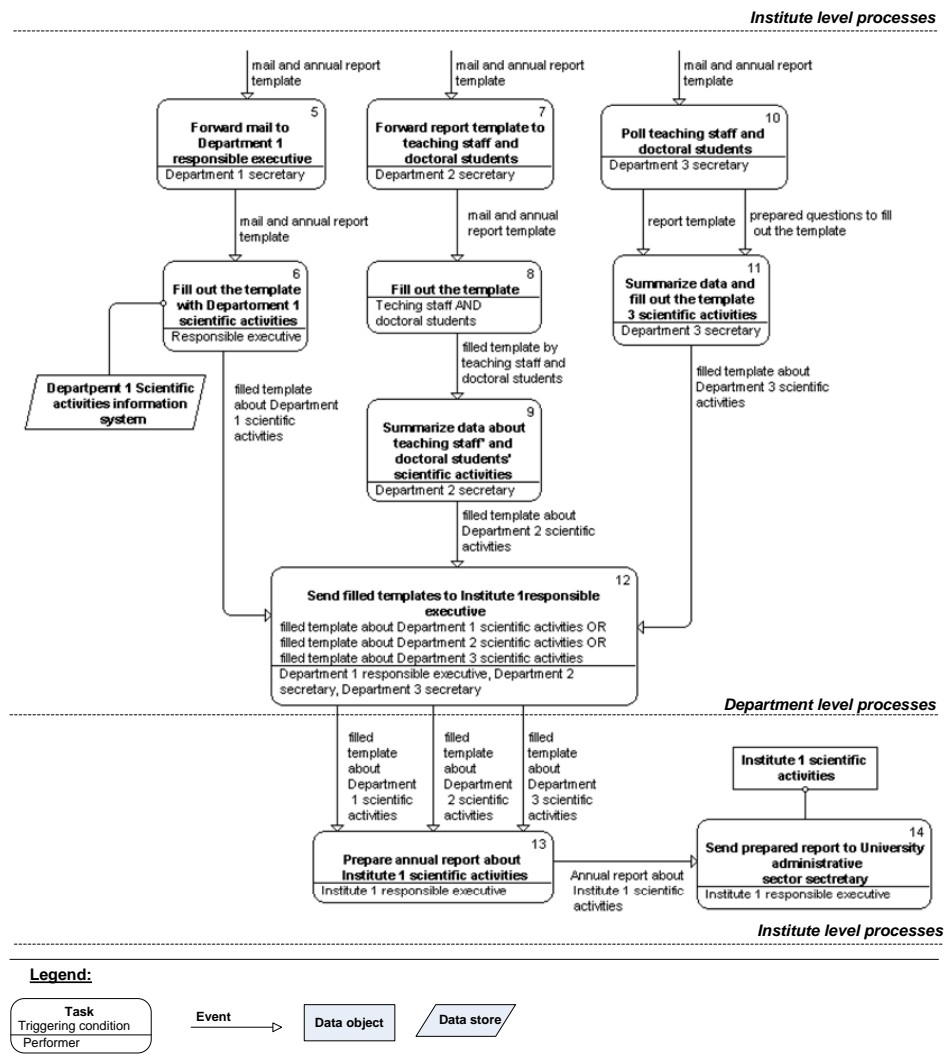 Institute level processes
mail and annual report
template
mail and annual report
template
mail and annual report
template
5
Forward mail to
Department 1
responsible executive
Department 1 secretary
7
Forward report template to
teaching staff and
doctoral students
Department 2 secretary
10
Poll teaching staff and
doctoral students
Department 3 secretary
mail and annual report
template
mail and annual
report template
report template
prepared questions to fill
out the template
6
Fill out the template
with Departoment 1
scientific activities
Responsible executive
8
Fill out the template
Teching staff AND
doctoral students
11
Summarize data and
fill out the template
3 scientific activities
Department 3 secretary
Departpemt 1 Scientific
activities information
system
filled template
about Department
1 scientific
activities
filled template by
teaching staff and
doctoral students
filled template about
Department 3 scientific
activities
9
Summarize data about
teaching staff' and
doctoral students'
scientific activities
Department 2 secretary
filled template about
Department 2 scientific
activities
12
Send filled templates to Institute 1responsible
executive
filled template about Department 1 scientific activities OR
filled template about Department 2 scientific activities OR
filled template about Department 3 scientific activities
Department 1 responsible executive, Department 2
secretary, Department 3 secretary
Department level processes
filled
template
about
Department
1 scientific
activities
filled
template
about
Department
2 scientific
activities
filled
template
about
Department
3 scientific
activities
Institute 1 scientific
activities
13
Prepare annual report about
Institute 1 scientific activities
Institute 1 responsible executive
Annual report about
Institute 1 scientific
activities
14
Send prepared report to University
administrative
sector sectretary
Institute 1 responsible executive
Institute level processes
Legend:
Task
Triggering condition
Performer
Event
Data object
Data store